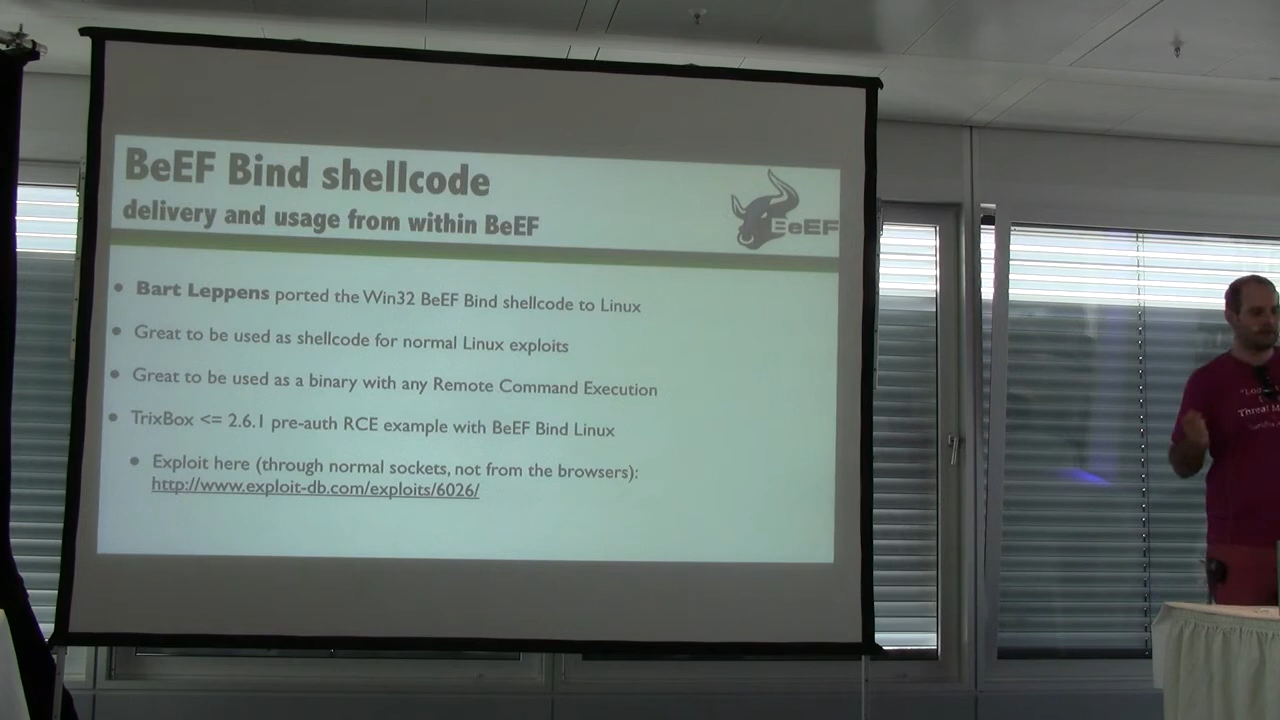 BeEF Bind shellcode
delivery and usage from within BeEF
BeEF
• Bart Leppens ported the Win32 BeEF Bind shellcode to Linux
• Great to be used as shellcode for normal Linux exploits
• Great to be used as a binary with any Remote Command Execution
• TrixBox <= 2.6.1 pre-auth RCE example with BeEF Bind Linux
• Exploit here (through normal sockets, not from the browsers):
http://www.exploit-db.com/exploits/6026/
Threat